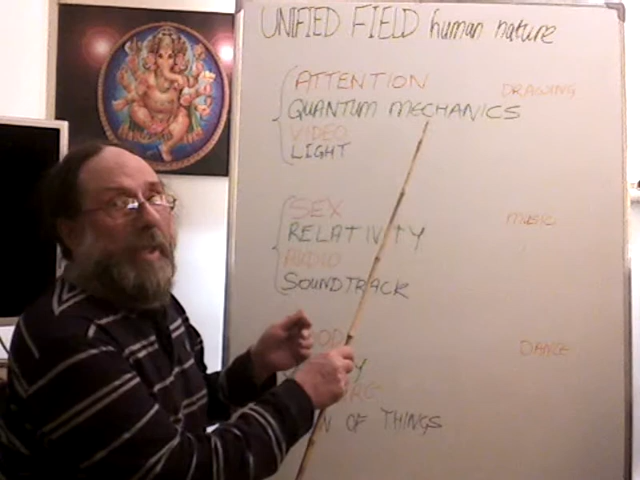 UNIFIED FIELD human nature
ATTENTION
DRAWING
QUANTUM MECHANICS
VIDEO
LIGHT
SEX
MUSIC
RELATIVITY
AUDIO
SOUNDTRACK
DANCE
OF THINGS